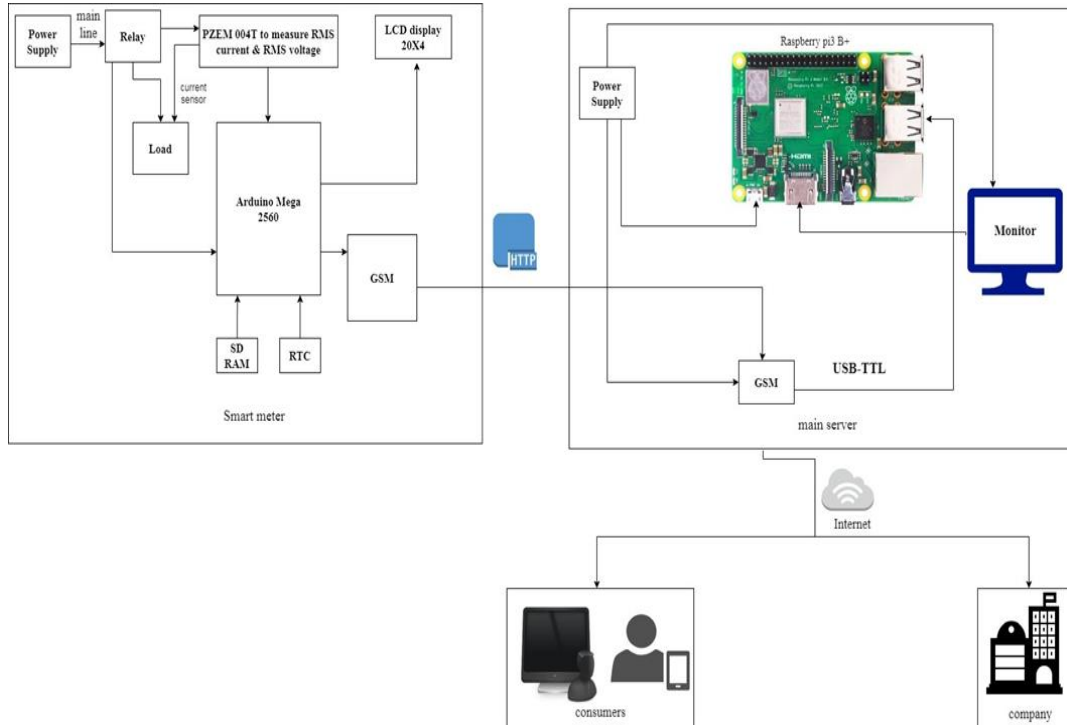 Power
Supply
main
line
Relay
PZEM 004T to measure RMS
current & RMS voltage
LCD display
20X4
current
sensor
Load
Arduino Mega
2560
GSM
SD
RAM
RTC
Smart meter
HTTP
Raspberry pi3 B+
Power
Supply
HDMI
Monitor
GSM
USB-TTL
main server
Internet
consumers
company